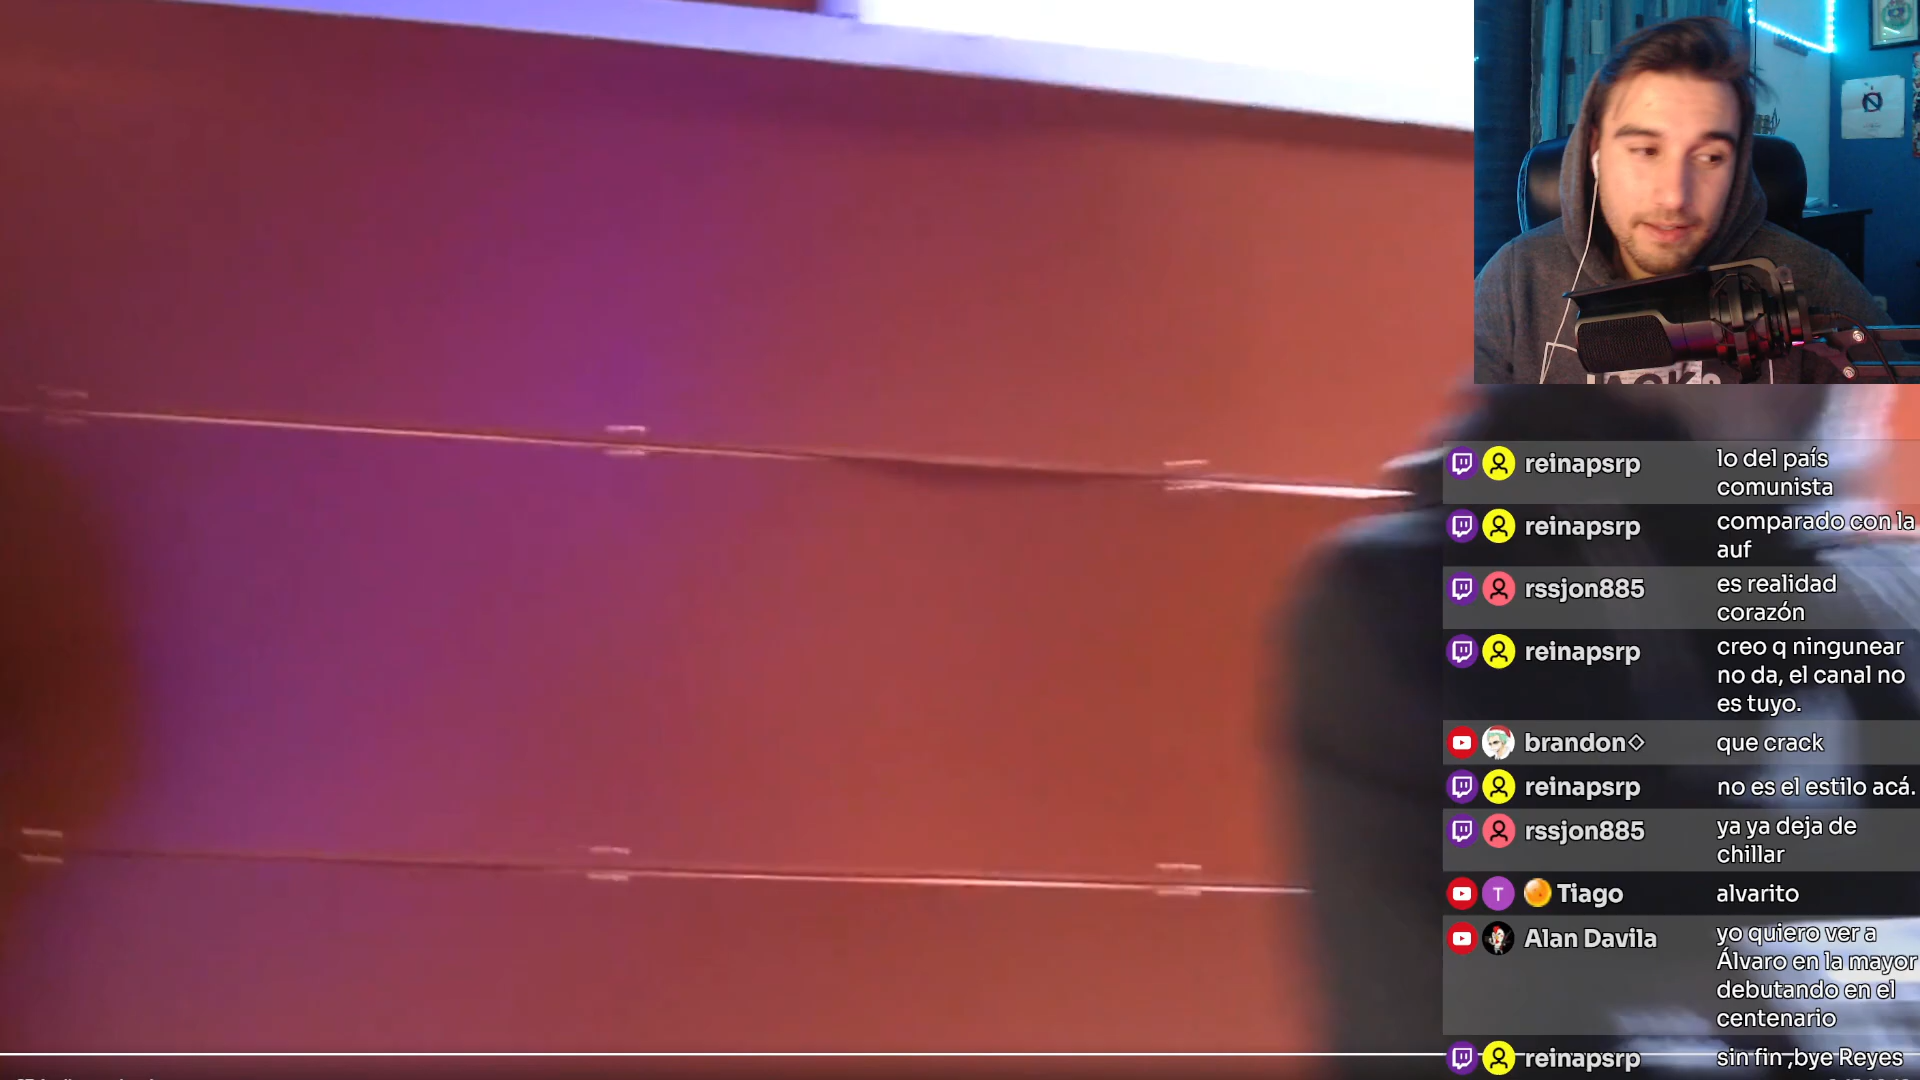 reinapsrp
lo del país
comunista
reinapsrp
comparado con la
auf
rssjon885
es realidad
corazón
reinapsrp
creo q ningunear
no da, el canal no
es tuyo.
brandon◇
que crack
reinapsrp
no es el estilo acá.
rssjon885
ya ya deja de
chillar
T
Tiago
alvarito
Alan Davila
yo quiero ver a
Álvaro en la mayor
debutando en el
centenario
reinapsrp
sin fin ,bye Reyes